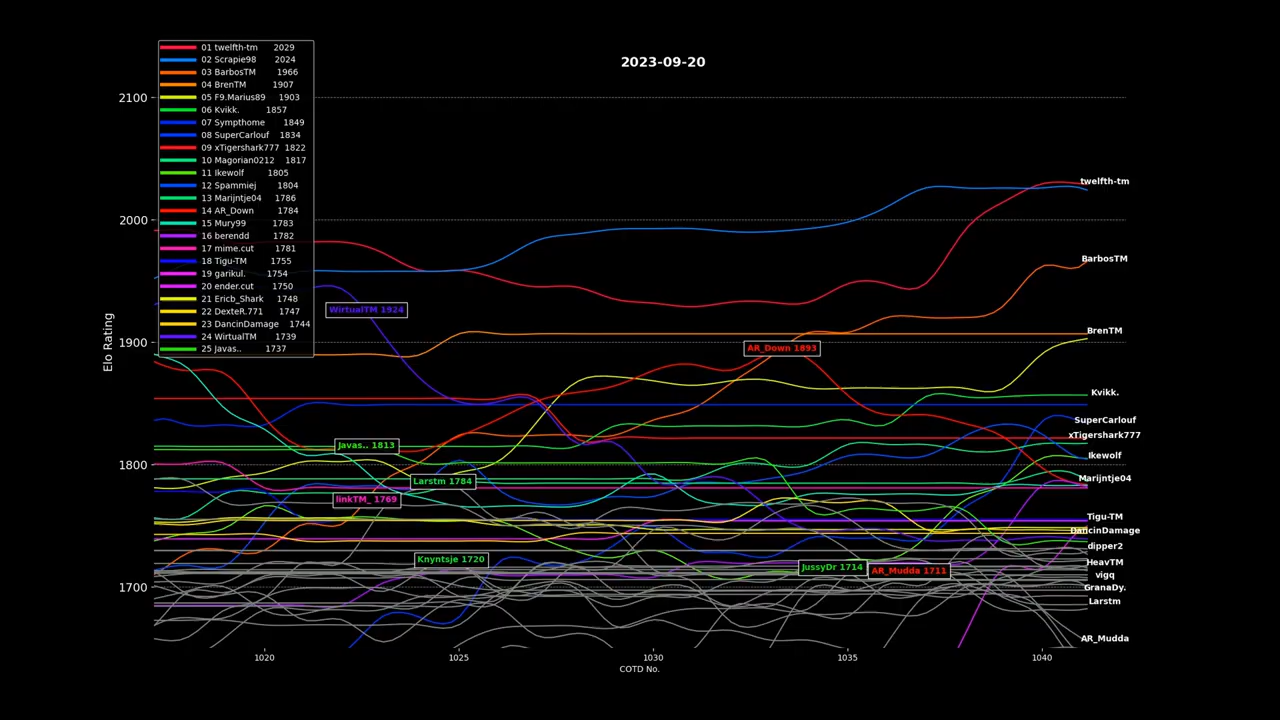 2023-09-20
01 twelfth-tm 2029
02 Scrapie98 2024
03 BarbosTM 1966
04 BrenTM 1907
05 F9.Marius89 1903
06 Kvikk. 1857
07 Sympthome 1849
08 SuperCarlouf 1834
09 xTigershark777 1822
10 Magorian0212 1817
11 Ikewolf 1805
12 Spammiej 1804
13 Marijntje04 1786
14 AR_Down 1784
15 Mury99 1783
16 berendd 1782
17 mime.cut 1781
18 Tigu-TM 1755
19 garikul. 1754
20 ender.cut 1750
21 Ericb_Shark 1748
22 DexteR.771 1747
23 DancinDamage 1744
24 WirtualTM 1739
25 Javas.. 1737
Elo Rating
2100
2000
1900
1800
1700
twelfth-tm
BarbosTM
WirtualTM 1924
BrenTM
AR_Down 1893
Kvikk.
SuperCarlouf
xTigershark777
Javas.. 1813
Ikewolf
Larstm 1784
Marijntje04
linkTM_ 1769
Tigu-TM
DancinDamage
dipper2
Knyntsje 1720
HeavTM
JussyDr 1714
AR_Mudda 1711
vigq
GranaDy.
Larstm
AR_Mudda
1020
1025
1030
1035
1040
COTD No.